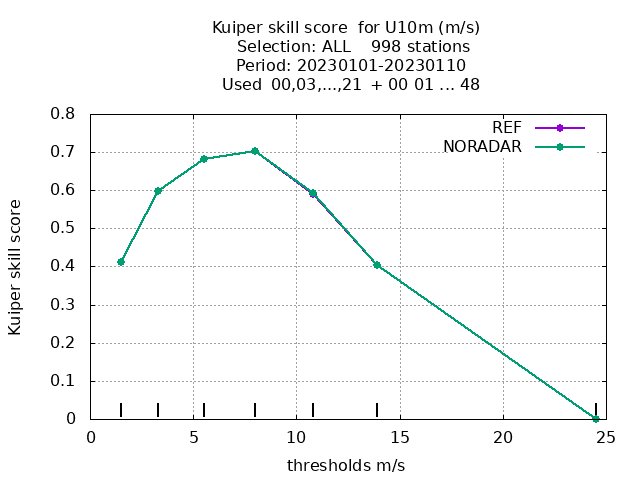 Kuiper skill score for U10m (m/s)
Selection: ALL 998 stations
Period: 20230101-20230110
Used 00,03,...,21 + 00 01 ... 48
REF
NORADAR
Kuiper skill score
0.8
0.7
0.6
0.5
0.4
0.3
0.2
0.1
0
0 5 10 15 20 25
thresholds m/s